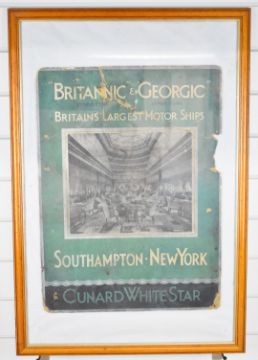 BRITANNIC & GEORGIC
BRITAINS LARGEST MOTOR SHIPS
SOUTHAMPTON · NEW YORK
CUNARD WHITE STAR